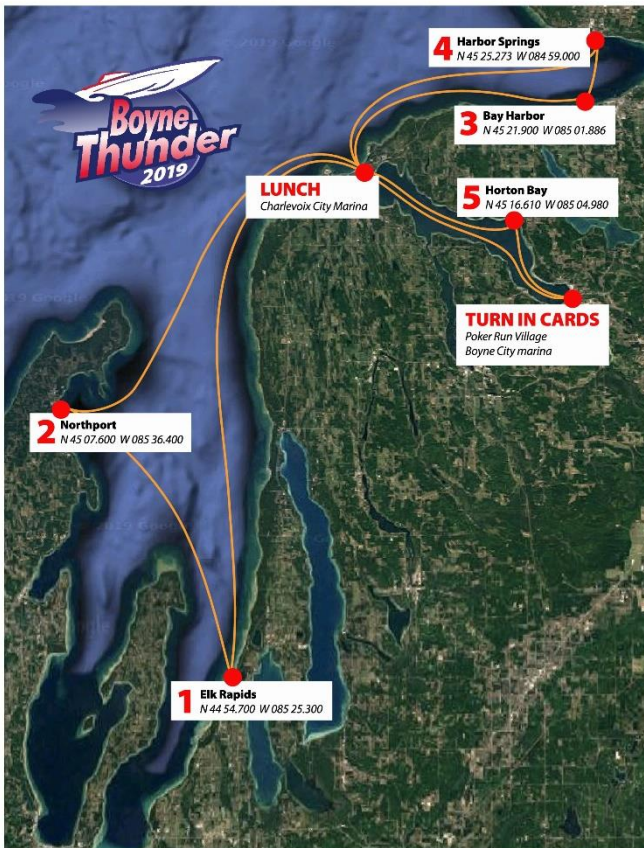 Boyne
Thunder
2019
4 Harbor Springs
N 45 25.273 W 084 59.000
3 Bay Harbor
N 45 21.900 W 085 01.886
LUNCH
Charlevoix City Marina
5 Horton Bay
N 45 16.610 W 085 04.980
TURN IN CARDS
Poker Run Village
Boyne City marina
2 Northport
N 45 07.600 W 085 36.400
1 Elk Rapids
N 44 54.700 W 085 25.300